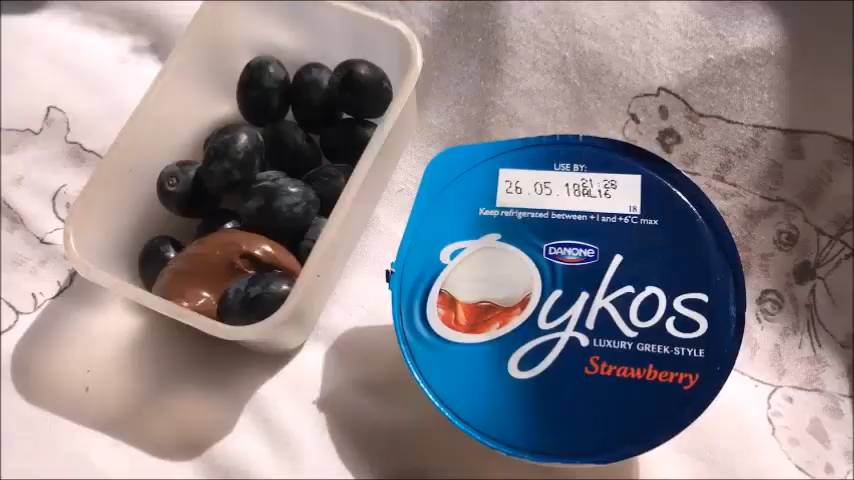 USE BY:
26.05.18 21:28
AL16
18
Keep refrigerated between +1 and +6°C max
DANONE
Oykos
LUXURY GREEK-STYLE
Strawberry